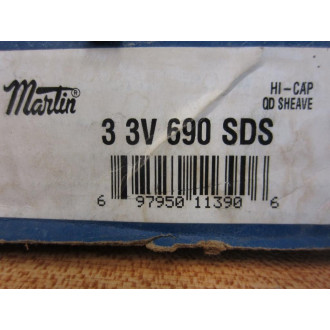 Martin®
HI-CAP
QD SHEAVE
3 3V 690 SDS
6 97950 11390 6